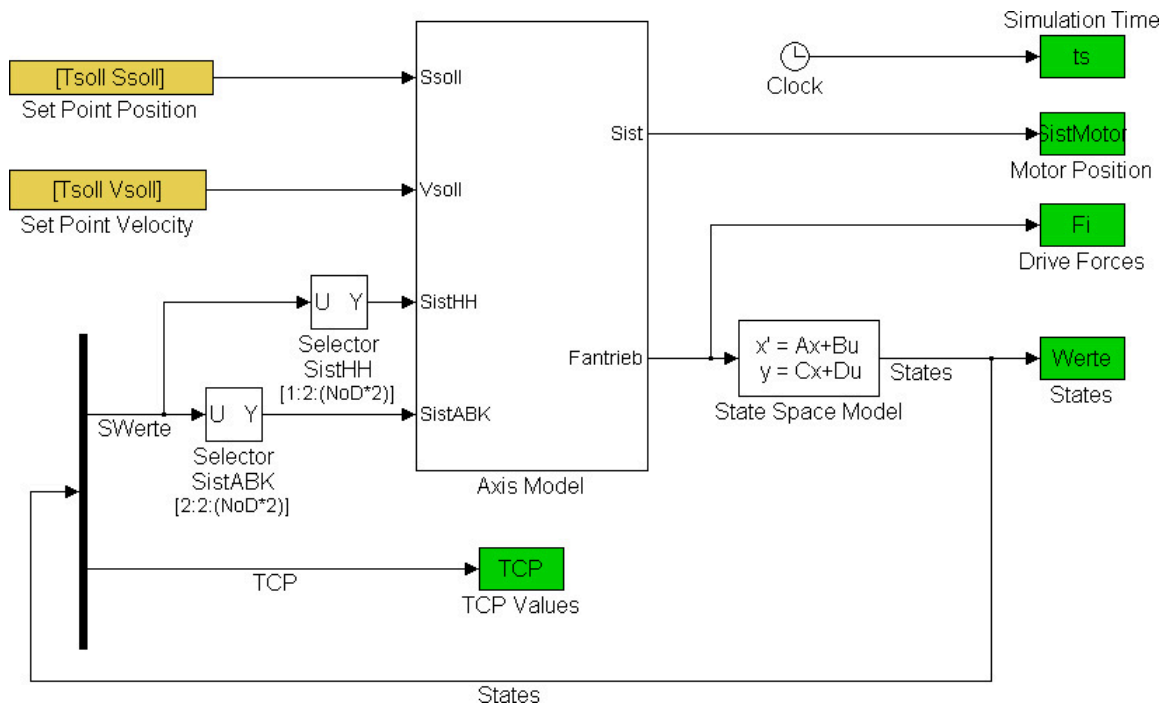 Simulation Time
ts
Clock
[Tsoll Ssoll]
Set Point Position
Ssoll
Sist
SistMotor
Motor Position
[Tsoll Vsoll]
Set Point Velocity
Vsoll
Fi
Drive Forces
U Y
Selector
SistHH
[1:2:(NoD*2)]
SistHH
Fantrieb
x' = Ax+Bu
y = Cx+Du
State Space Model
States
Werte
States
SWerte
U Y
Selector
SistABK
[2:2:(NoD*2)]
SistABK
Axis Model
TCP
TCP
TCP Values
States